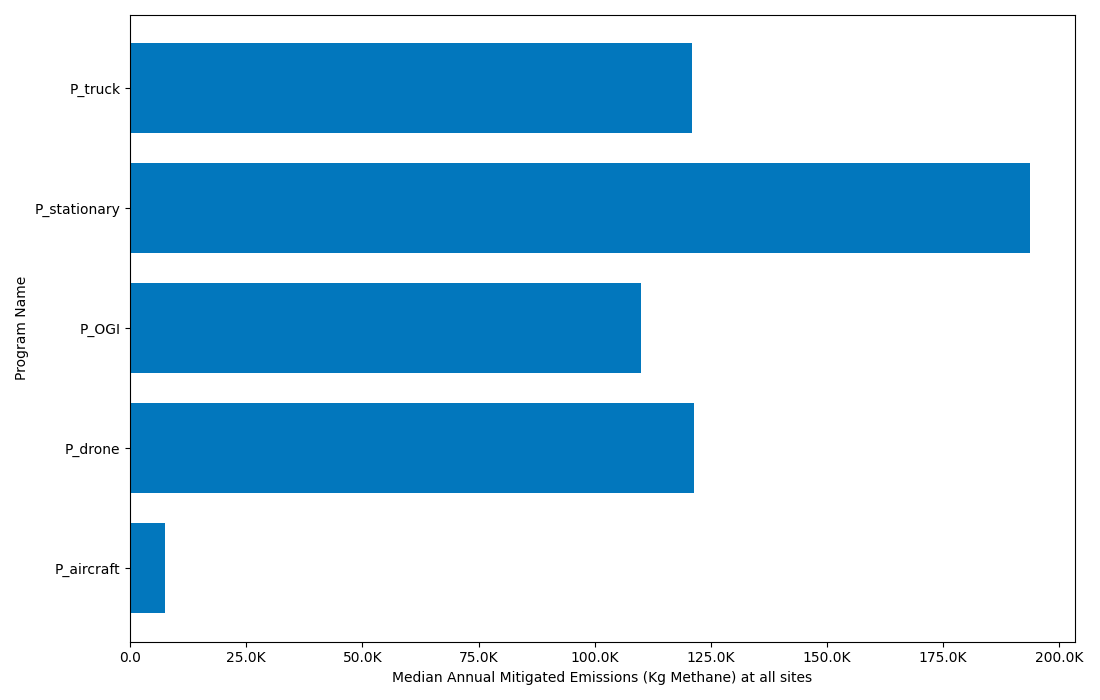 P_truck
P_stationary
P_OGI
P_drone
P_aircraft
Program Name
0.0 25.0K 50.0K 75.0K 100.0K 125.0K 150.0K 175.0K 200.0K
Median Annual Mitigated Emissions (Kg Methane) at all sites